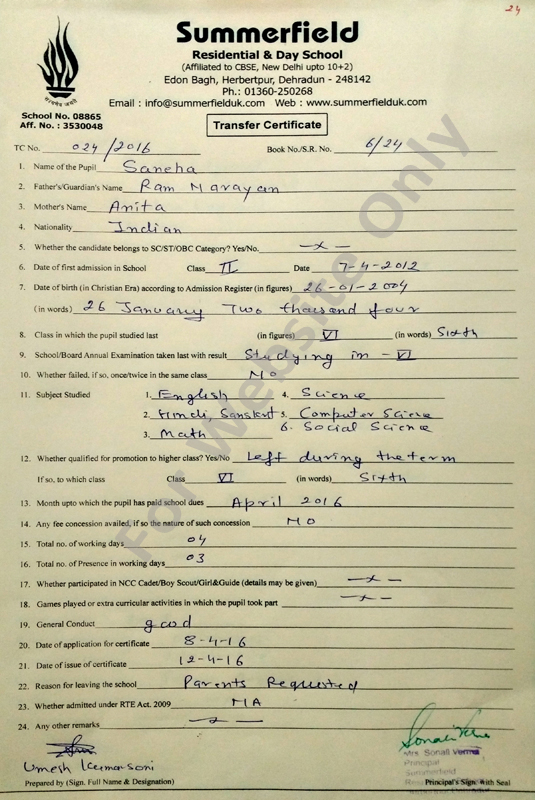 24
Summerfield
Residential & Day School
(Affiliated to CBSE, New Delhi upto 10+2)
Edon Bagh, Herbertpur, Dehradun - 248142
Ph.: 01360-250268
Email : info@summerfielduk.com Web : www.summerfielduk.com
School No. 08865
Aff. No. : 3530048
Transfer Certificate
TC No. 024/2016 Book No./S.R. No. 6/24
1. Name of the Pupil Saneha
2. Father's/Guardian's Name Ram Narayan
3. Mother's Name Anita
4. Nationality Indian
5. Whether the candidate belongs to SC/ST/OBC Category? Yes/No. -x-
6. Date of first admission in School Class II Date 7-4-2012
7. Date of birth (in Christian Era) according to Admission Register (in figures) 26-01-2004
(in words) 26 January Two thousand four
8. Class in which the pupil studied last (in figures) VI (in words) Sixth
9. School/Board Annual Examination taken last with result Studying in - VI
10. Whether failed, if so, once/twice in the same class No
11. Subject Studied 1. English 4. Science
2. Hindi, Sanskrit 5. Computer Science
3. Math 6. Social Science
12. Whether qualified for promotion to higher class? Yes/No Left during the term
If so, to which class Class VI (in words) Sixth
13. Month upto which the pupil has paid school dues April 2016
14. Any fee concession availed, if so the nature of such concession NO
15. Total no. of working days 04
16. Total no. of Presence in working days 03
17. Whether participated in NCC Cadet/Boy Scout/Girl&Guide (details may be given) -x-
18. Games played or extra curricular activities in which the pupil took part -x-
19. General Conduct good
20. Date of application for certificate 8-4-16
21. Date of issue of certificate 12-4-16
22. Reason for leaving the school Parents Requested
23. Whether admitted under RTE Act. 2009 NA
24. Any other remarks -x-
Umesh Kumar Soni
Prepared by (Sign. Full Name & Designation)
Mrs. Sonali Verma
Principal
Summerfield
Principal's Sign. with Seal
For Website Only